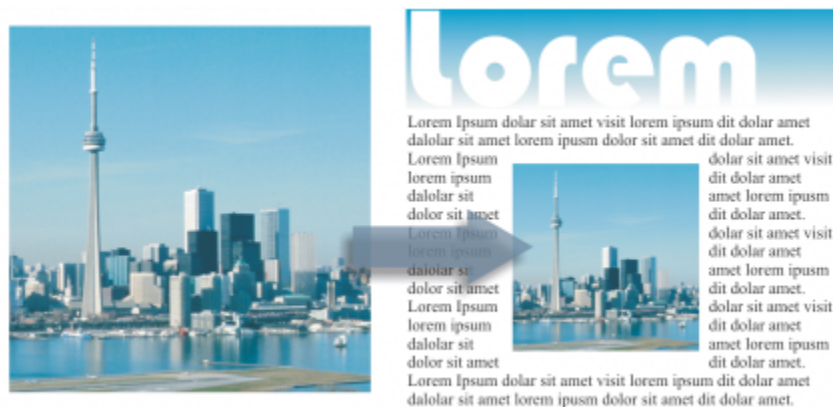 Lorem
Lorem Ipsum dolar sit amet visit lorem ipsum dit dolar amet
dalolar sit amet lorem ipusm dolor sit amet dit dolar amet.
Lorem Ipsum dolar sit amet visit
lorem ipsum dit dolar amet
dalolar sit amet lorem ipusm
dolor sit amet dit dolar amet.
Lorem Ipsum dolar sit amet visit
lorem ipsum dit dolar amet
dalolar sit amet lorem ipusm
dolor sit amet dit dolar amet.
Lorem Ipsum dolar sit amet visit
lorem ipsum dit dolar amet
dalolar sit amet lorem ipusm
dolor sit amet dit dolar amet.
Lorem Ipsum dolar sit amet visit lorem ipsum dit dolar amet
dalolar sit amet lorem ipusm dolor sit amet dit dolar amet.